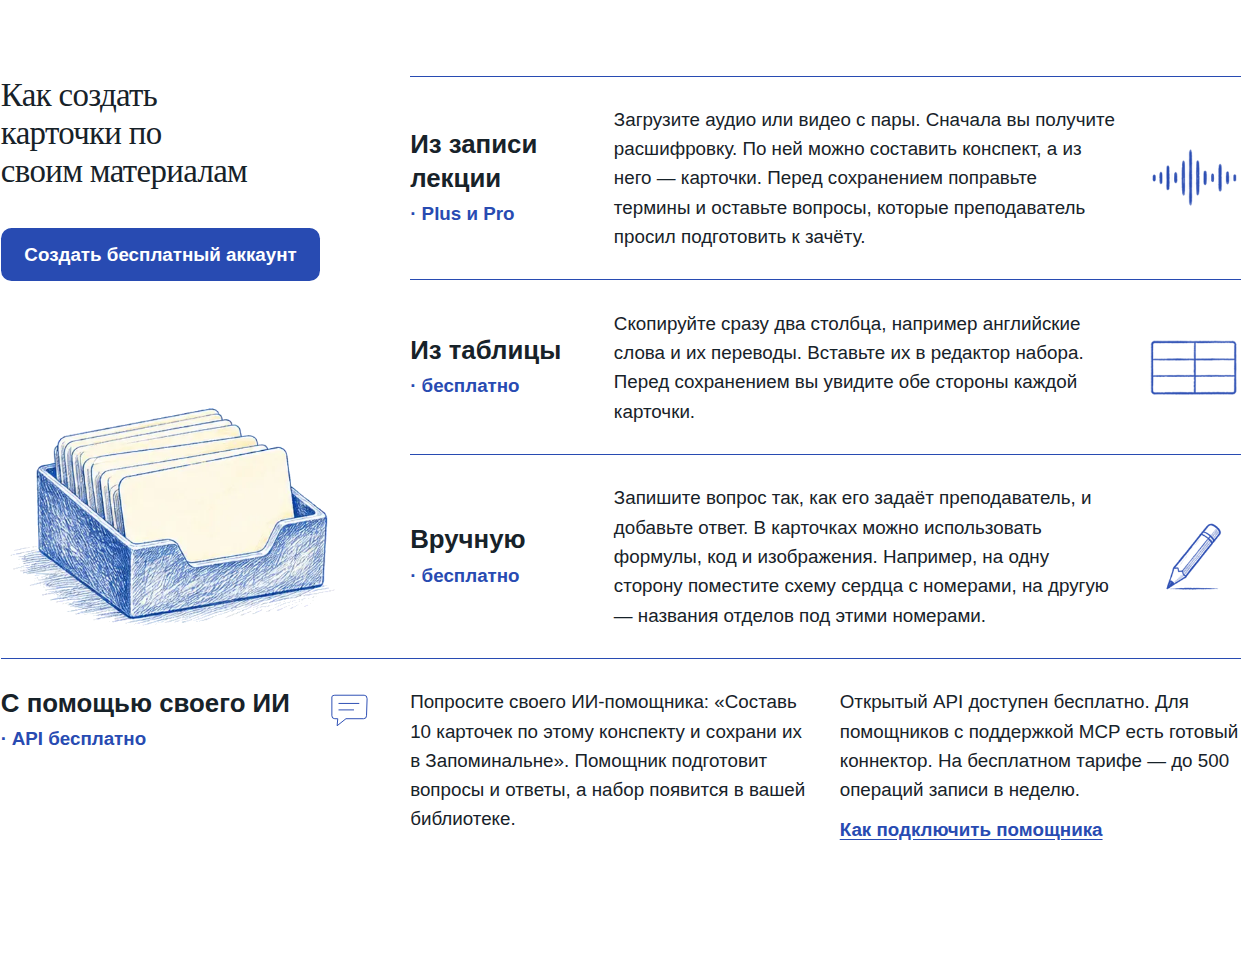 Как создать
карточки по
своим материалам
Создать бесплатный аккаунт
Из записи
лекции
· Plus и Pro
Загрузите аудио или видео с пары. Сначала вы получите
расшифровку. По ней можно составить конспект, а из
него — карточки. Перед сохранением поправьте
термины и оставьте вопросы, которые преподаватель
просил подготовить к зачёту.
Из таблицы
· бесплатно
Скопируйте сразу два столбца, например английские
слова и их переводы. Вставьте их в редактор набора.
Перед сохранением вы увидите обе стороны каждой
карточки.
Вручную
· бесплатно
Запишите вопрос так, как его задаёт преподаватель, и
добавьте ответ. В карточках можно использовать
формулы, код и изображения. Например, на одну
сторону поместите схему сердца с номерами, на другую
— названия отделов под этими номерами.
С помощью своего ИИ
· API бесплатно
Попросите своего ИИ-помощника: «Составь
10 карточек по этому конспекту и сохрани их
в Запоминальне». Помощник подготовит
вопросы и ответы, а набор появится в вашей
библиотеке.
Открытый API доступен бесплатно. Для
помощников с поддержкой MCP есть готовый
коннектор. На бесплатном тарифе — до 500
операций записи в неделю.
Как подключить помощника